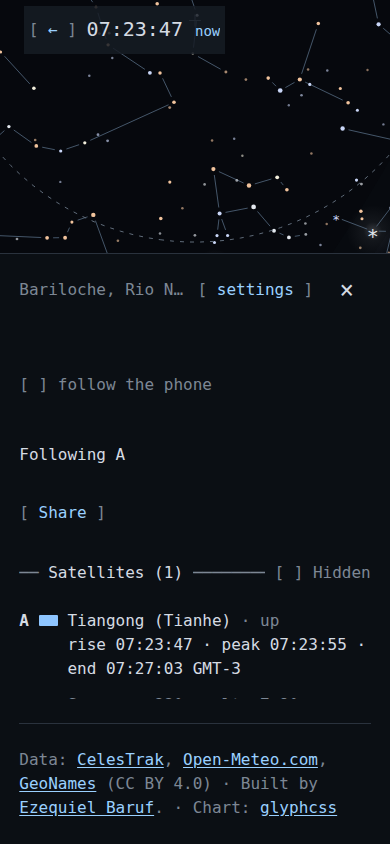 [ ← ] 07:23:47 now
Bariloche, Rio N… [ settings ] ×
[ ] follow the phone
Following A
[ Share ]
Satellites (1) [ ] Hidden
A Tiangong (Tianhe) · up
rise 07:23:47 · peak 07:23:55 ·
end 07:27:03 GMT-3
Data: CelesTrak, Open-Meteo.com,
GeoNames (CC BY 4.0) · Built by
Ezequiel Baruf. · Chart: glyphcss